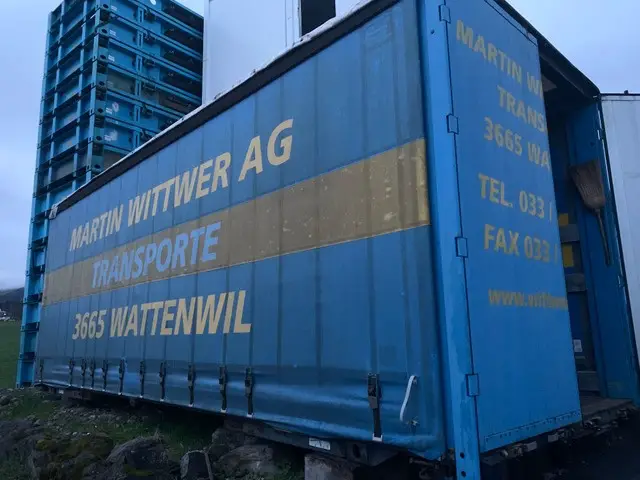 MARTIN WITTWER AG
TRANSPORTE
3665 WATTENWIL
MARTIN W
TRANS
3665 WA
TEL. 033
FAX 033